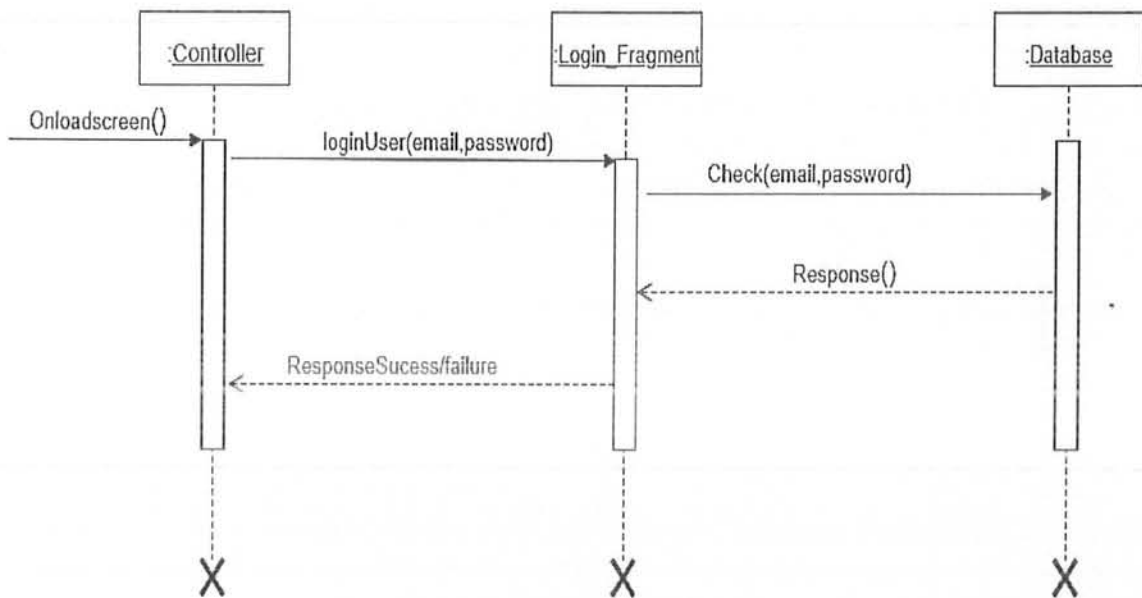 :Controller
:Login_Fragment
:Database
Onloadscreen()
loginUser(email,password)
Check(email,password)
Response()
ResponseSucess/failure